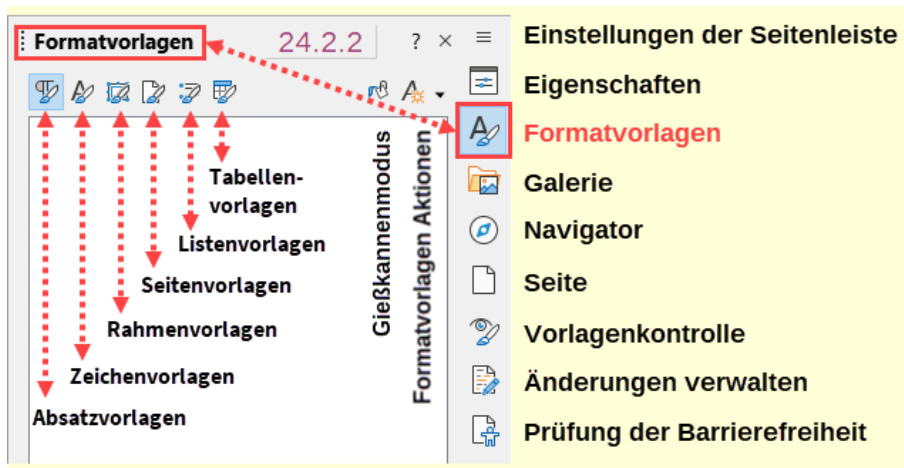 Formatvorlagen 24.2.2 ? ×
Einstellungen der Seitenleiste
Eigenschaften
Formatvorlagen
Galerie
Navigator
Seite
Vorlagenkontrolle
Änderungen verwalten
Prüfung der Barrierefreiheit
Tabellen-
vorlagen
Listenvorlagen
Seitenvorlagen
Rahmenvorlagen
Zeichenvorlagen
Absatzvorlagen
Gießkannenmodus
Formatvorlagen Aktionen